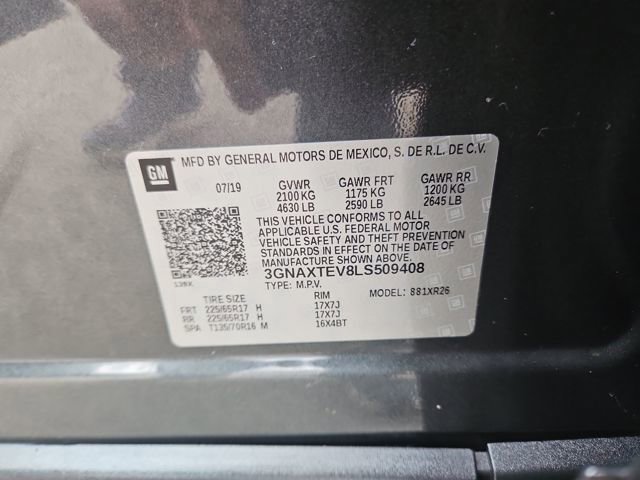 GM
MFD BY GENERAL MOTORS DE MEXICO, S. DE R.L. DE C.V.
07/19 GVWR GAWR FRT GAWR RR
2100 KG 1175 KG 1200 KG
4630 LB 2590 LB 2645 LB
THIS VEHICLE CONFORMS TO ALL
APPLICABLE U.S. FEDERAL MOTOR
VEHICLE SAFETY AND THEFT PREVENTION
STANDARDS IN EFFECT ON THE DATE OF
MANUFACTURE SHOWN ABOVE.
3GNAXTEV8LS509408
TYPE: M.P.V. MODEL: 881XR26
TIRE SIZE RIM
FRT 225/65R17 H 17X7J
RR 225/65R17 H 17X7J
SPA T135/70R16 M 16X4BT